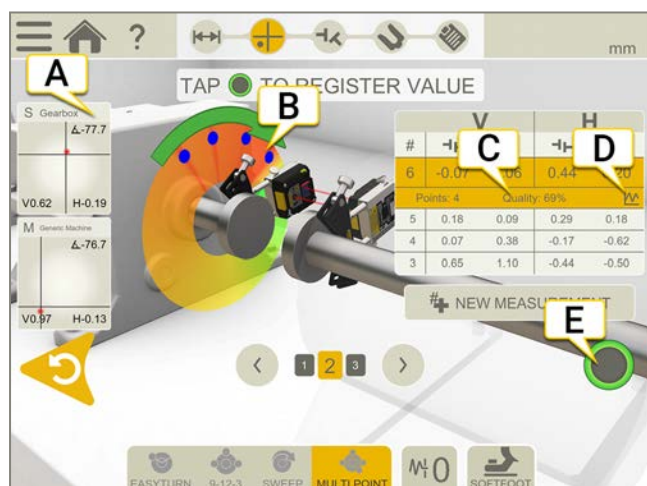 ?
mm
A
TAP TO REGISTER VALUE
B
S Gearbox
∡-77.7
V0.62 H-0.19
V H
#
C
D
6 -0.07 .06 0.44 20
Points: 4 Quality: 69%
5 0.18 0.09 0.29 0.18
4 0.07 0.38 -0.17 -0.62
3 0.65 1.10 -0.44 -0.50
M Generic Machine
∡-76.7
V0.97 H-0.13
# NEW MEASUREMENT
E
1 2 3
0
EASYTURN 9-12-3 SWEEP MULTIPOINT SOFTFOOT